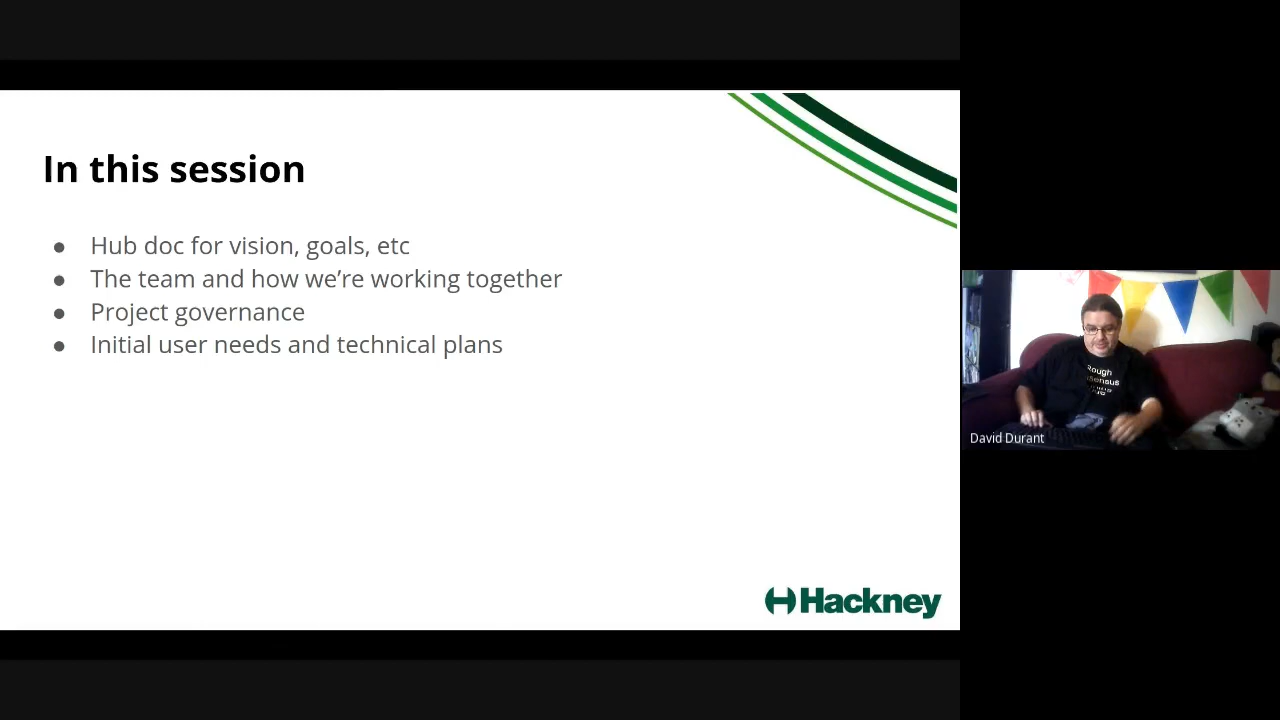 In this session
● Hub doc for vision, goals, etc
● The team and how we’re working together
● Project governance
● Initial user needs and technical plans
Hackney
Rough
David Durant